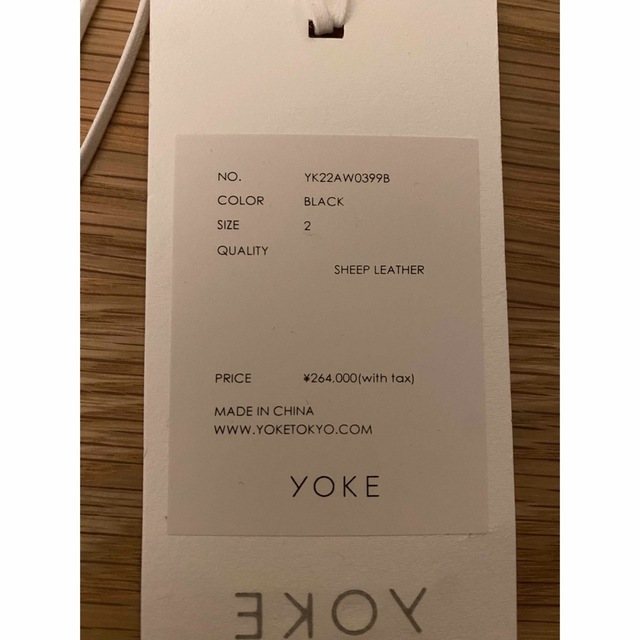 NO. YK22AW0399B
COLOR BLACK
SIZE 2
QUALITY
SHEEP LEATHER
PRICE ¥264,000(with tax)
MADE IN CHINA
WWW.YOKETOKYO.COM
YOKE
YOKE